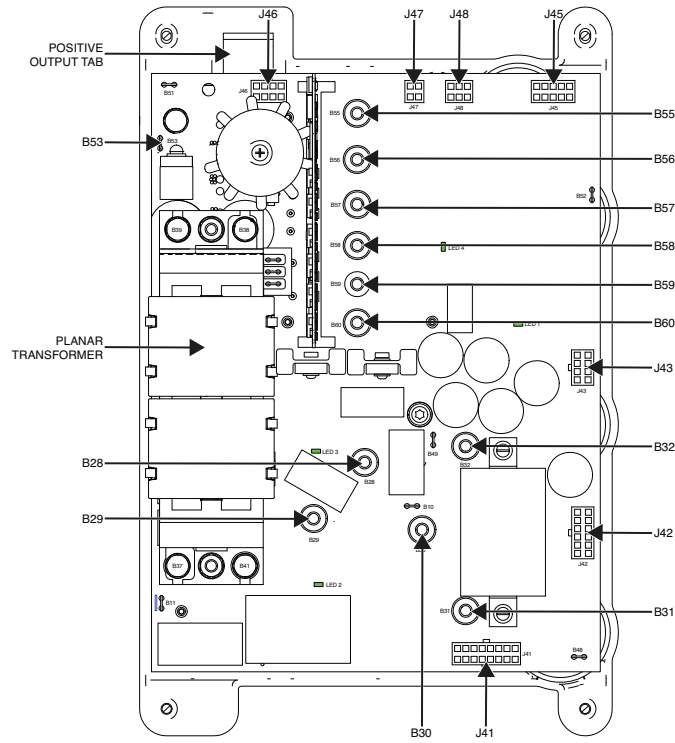 J46
J47
J48
J45
POSITIVE
OUTPUT TAB
B51
J46
J47
J48
J45
B55
B55
B53
B53
B56
B56
B52
B57
B57
B39
B38
B58
B58
LED 4
B59
B59
B60
B60
LED 1
PLANAR
TRANSFORMER
J43
J43
B49
B32
B32
LED 3
B28
B28
B10
B29
B29
J42
J42
B37
B41
LED 2
B11
B31
B31
J41
B48
B30
J41